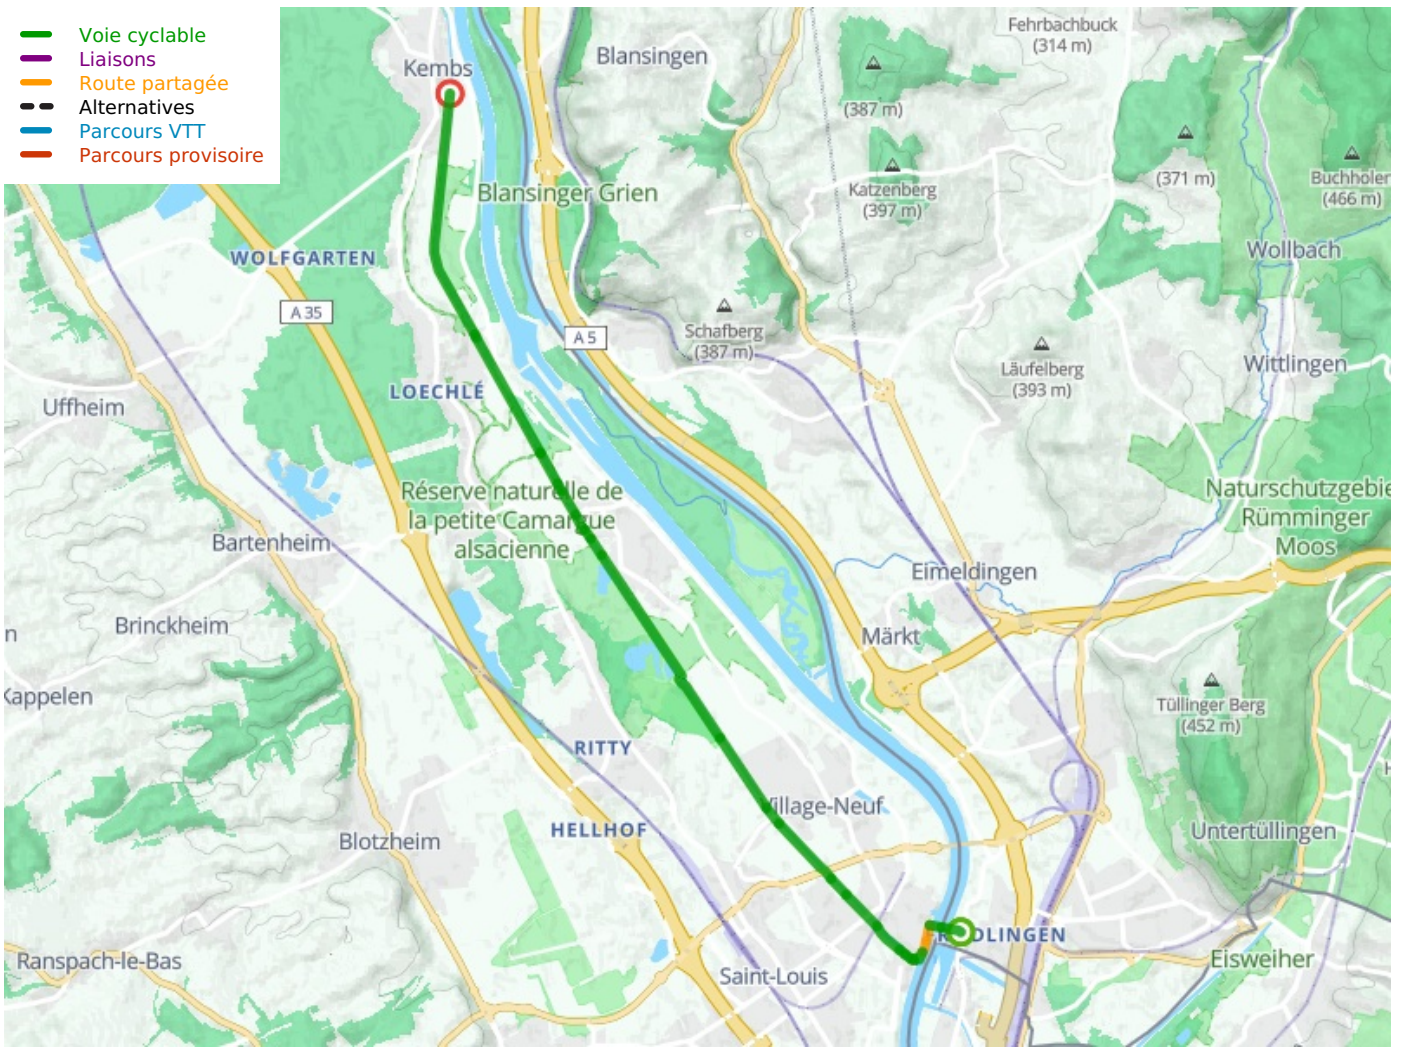 Voie cyclable
Liaisons
Route partagée
Alternatives
Parcours VTT
Parcours provisoire
Kembs
Blansingen
Fehrbachbuck
(314 m)
(387 m)
(371 m)
Buchholer
(466 m)
Katzenberg
(397 m)
Blansinger Grien
WOLFGARTEN
Wollbach
A 35
A 5
Schafberg
(387 m)
Läufelberg
(393 m)
Wittlingen
LOECHLÉ
Uffheim
Réserve naturelle de
la petite Camargue
alsacienne
Naturschutzgebie
Rümminger
Moos
Bartenheim
Eimeldingen
Brinckheim
n
Märkt
Kappelen
Tüllinger Berg
(452 m)
RITTY
H
Village-Neuf
HELLHOF
Blotzheim
Untertüllingen
DLINGEN
Ranspach-le-Bas
Saint-Louis
Eisweiher